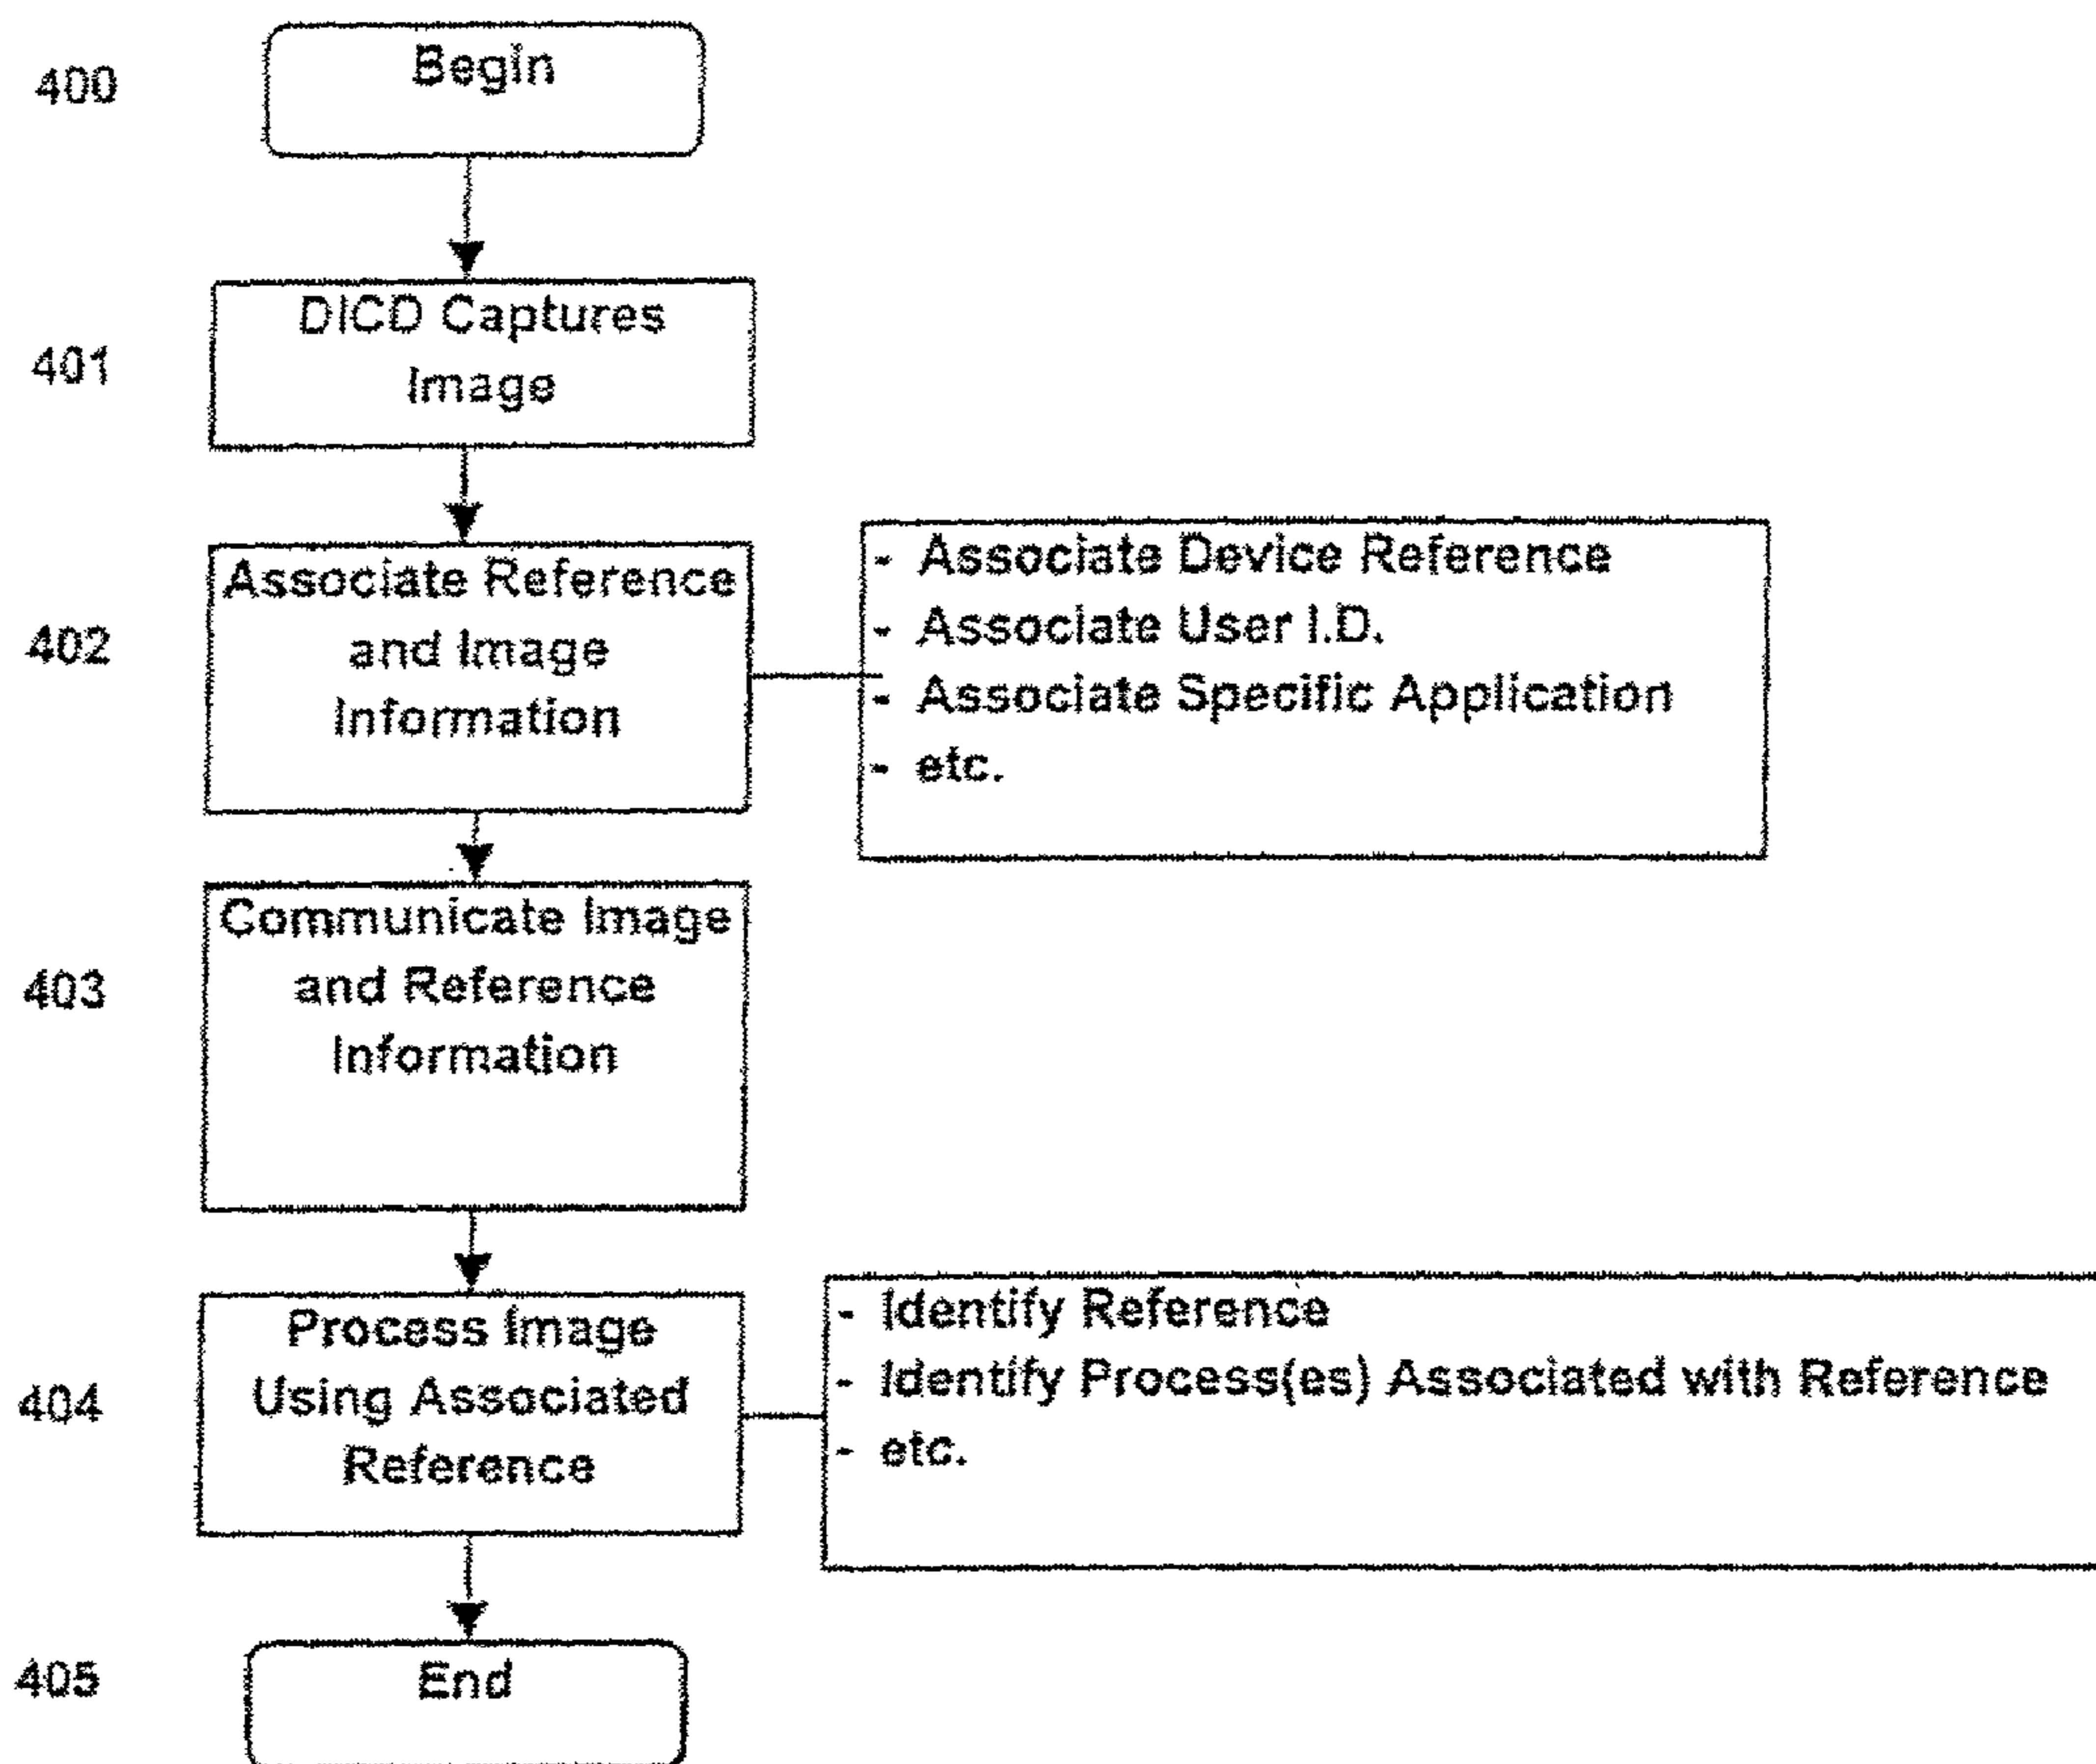 400
Begin
401
DICD Captures
Image
402
Associate Reference
and Image
Information
- Associate Device Reference
- Associate User I.D.
- Associate Specific Application
- etc.
403
Communicate Image
and Reference
Information
404
Process Image
Using Associated
Reference
- Identify Reference
- Identify Process(es) Associated with Reference
- etc.
405
End